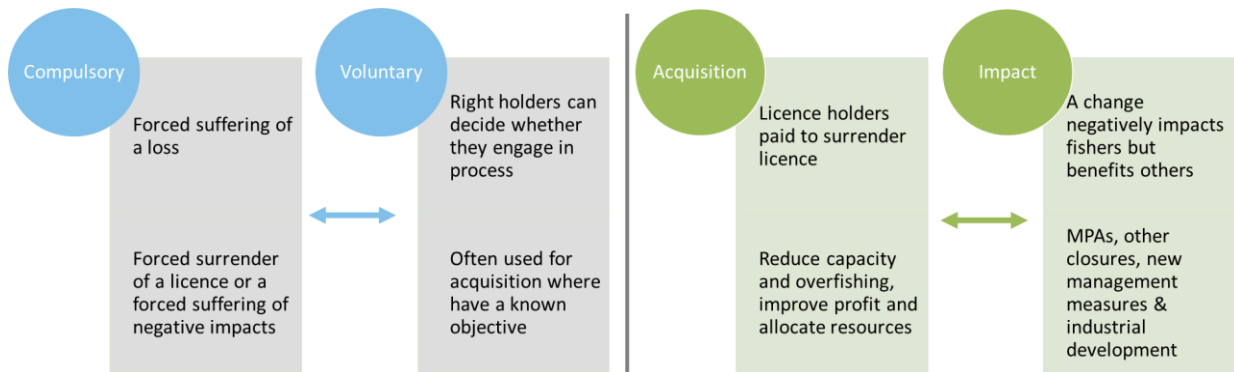 Compulsory
Forced suffering of
a loss
Forced surrender
of a licence or a
forced suffering of
negative impacts
Voluntary
Right holders can
decide whether
they engage in
process
Often used for
acquisition where
have a known
objective
Acquisition
Licence holders
paid to surrender
licence
Reduce capacity
and overfishing,
improve profit and
allocate resources
Impact
A change
negatively impacts
fishers but
benefits others
MPAs, other
closures, new
management
measures &
industrial
development